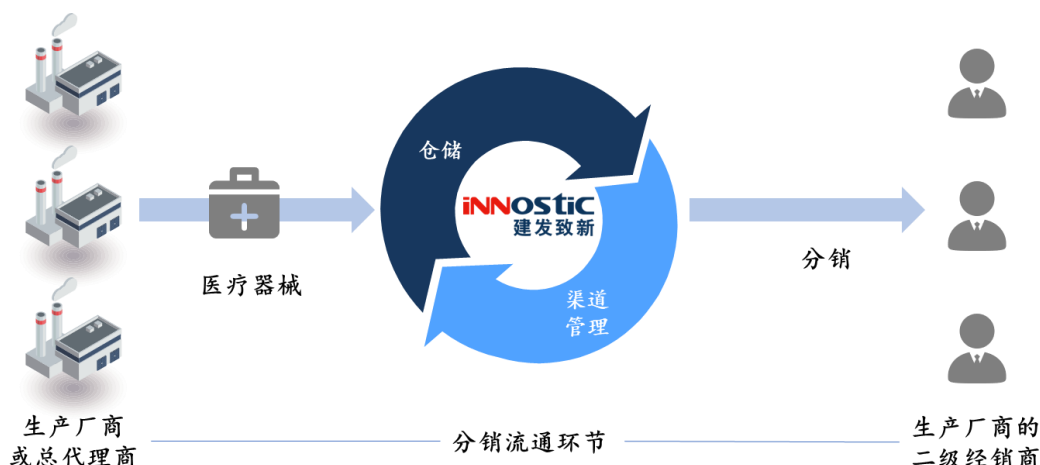 仓储
iNNOSTIC
建发致新
医疗器械
渠道
管理
分销
生产厂商
或总代理商
分销流通环节
生产厂商的
二级经销商